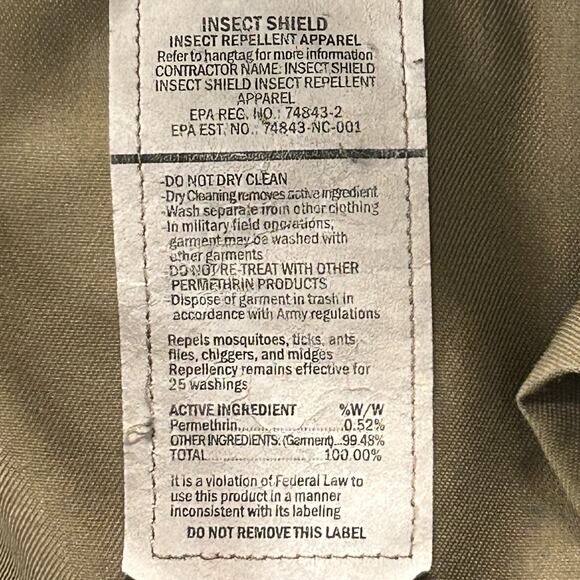 INSECT SHIELD
INSECT REPELLENT APPAREL
Refer to hangtag for more information
CONTRACTOR NAME: INSECT SHIELD
INSECT SHIELD INSECT REPELLENT
APPAREL
EPA REG. NO.: 74843-2
EPA EST. NO. 74843-NC-001
-DO NOT DRY CLEAN
-Dry Cleaning removes active ingredient
-Wash separate from other clothing
-In military field operations,
garment may be washed with
other garments
-DO NOT RE-TREAT WITH OTHER
PERMETHRIN PRODUCTS
-Dispose of garment in trash in
accordance with Army regulations
Repels mosquitoes, ticks, ants
flies, chiggers, and midges
Repellency remains effective for
25 washings
ACTIVE INGREDIENT %W/W
Permethrin..................0.52%
OTHER INGREDIENTS: (Garment)...99.48%
TOTAL....................100.00%
It is a violation of Federal Law to
use this product in a manner
inconsistent with its labeling
DO NOT REMOVE THIS LABEL